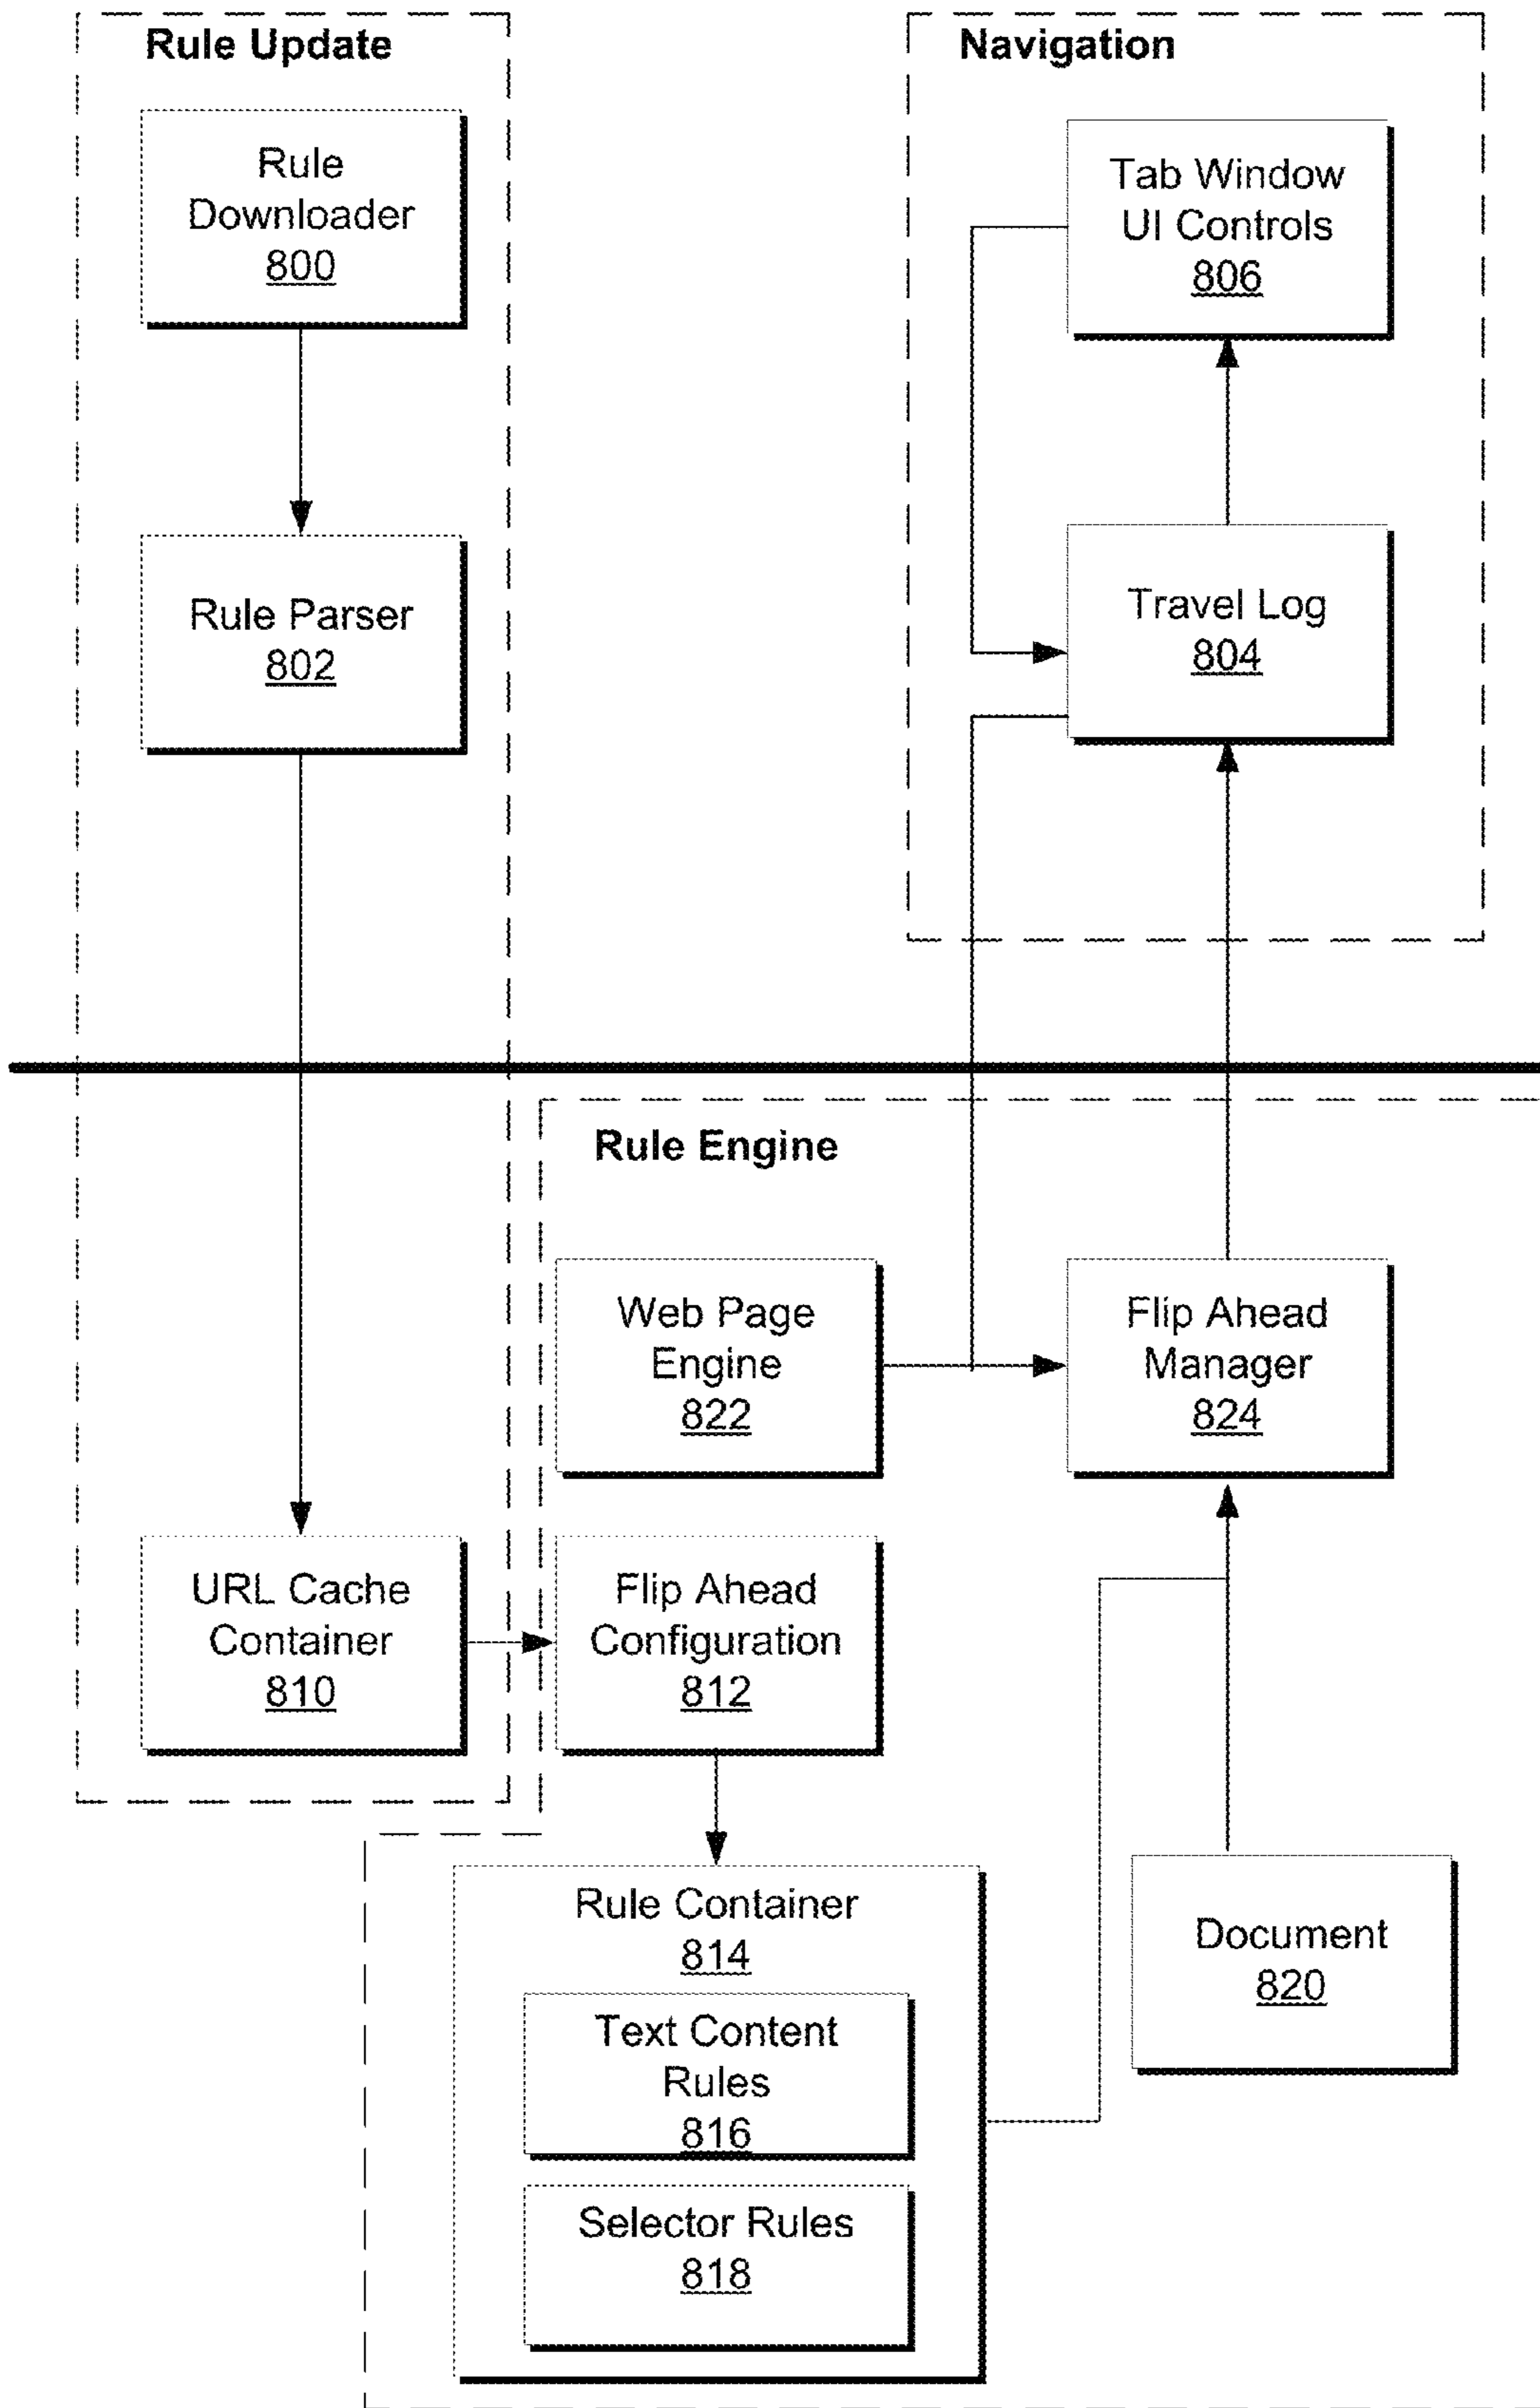 Rule Update
Rule
Downloader
800
Rule Parser
802
Navigation
Tab Window
UI Controls
806
Travel Log
804
Rule Engine
Web Page
Engine
822
Flip Ahead
Manager
824
URL Cache
Container
810
Flip Ahead
Configuration
812
Rule Container
814
Text Content
Rules
816
Selector Rules
818
Document
820